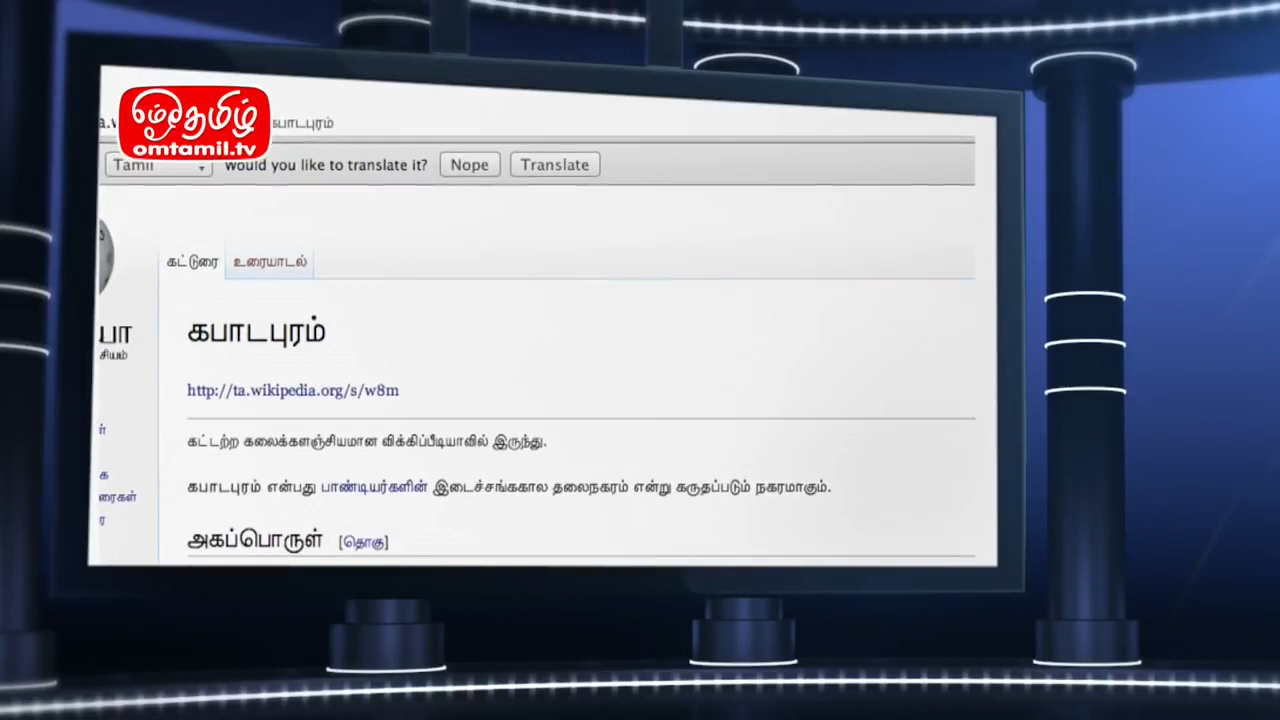 ஓம்தமிழ்
omtamil.tv
பாடபுரம்
Tamil would you like to translate it? Nope Translate
கட்டுரை உரையாடல்
கபாடபுரம்
http://ta.wikipedia.org/s/w8m
கட்டற்ற கலைக்களஞ்சியமான விக்கிப்பீடியாவில் இருந்து.
கபாடபுரம் என்பது பாண்டியர்களின் இடைச்சங்ககால தலைநகரம் என்று கருதப்படும் நகரமாகும்.
அகப்பொருள் [தொகு]